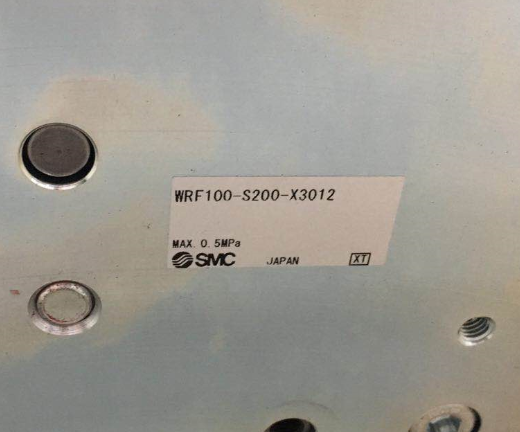 WRF100-S200-X3012
MAX. 0.5MPa
SMC JAPAN XT